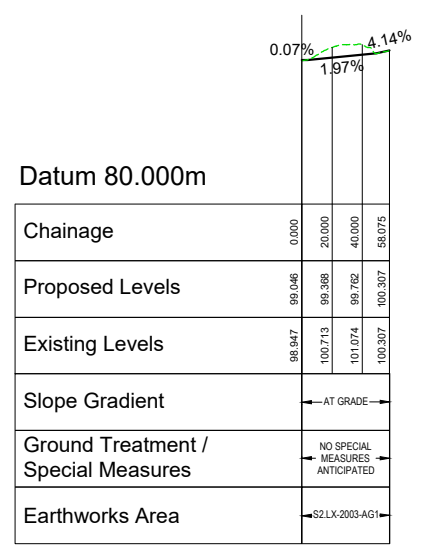 0.07%
4.14%
1.97%
Datum 80.000m
Chainage 0.000 20.000 40.000 58.075
Proposed Levels 99.046 99.368 99.762 100.307
Existing Levels 98.947 100.713 101.074 100.307
Slope Gradient AT GRADE
Ground Treatment /
Special Measures
NO SPECIAL
MEASURES
ANTICIPATED
Earthworks Area S2.LX-2003-AG1